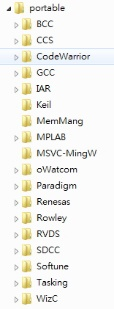 portable
BCC
CCS
CodeWarrior
GCC
IAR
Keil
MemMang
MPLAB
MSVC-MingW
oWatcom
Paradigm
Renesas
Rowley
RVDS
SDCC
Softune
Tasking
WizC